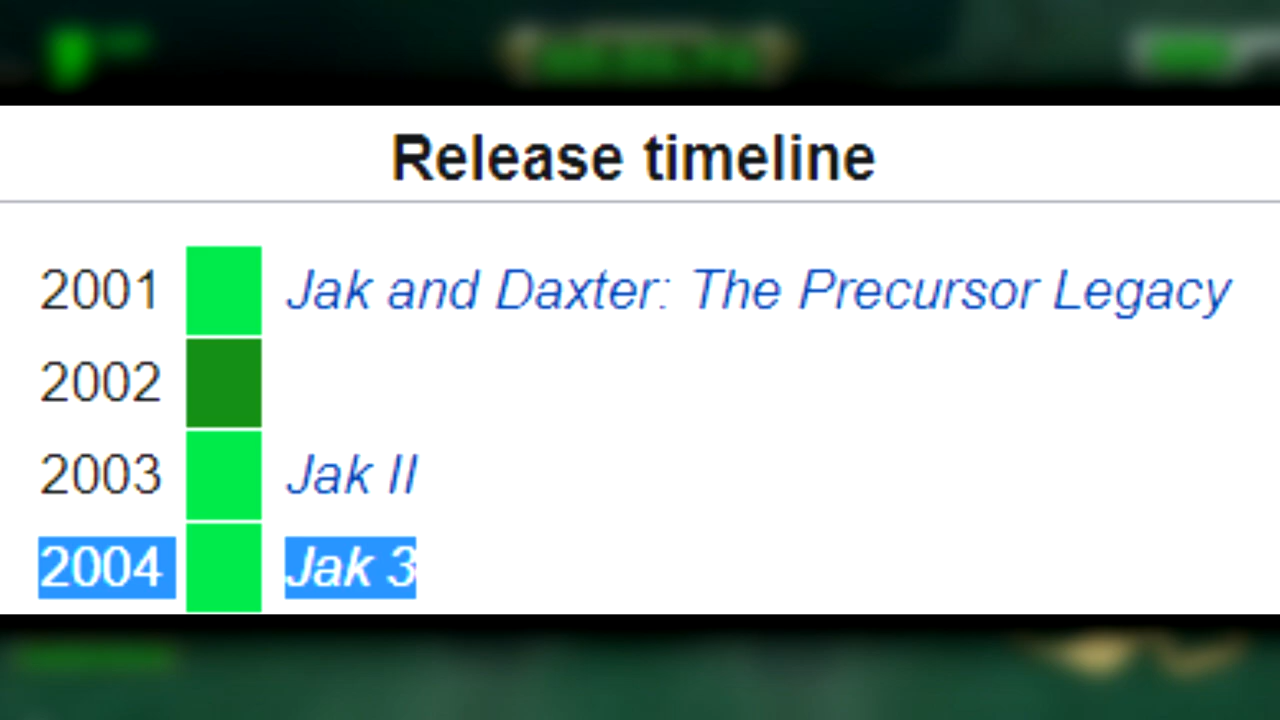 Release timeline
2001 Jak and Daxter: The Precursor Legacy
2002
2003 Jak II
2004 Jak 3